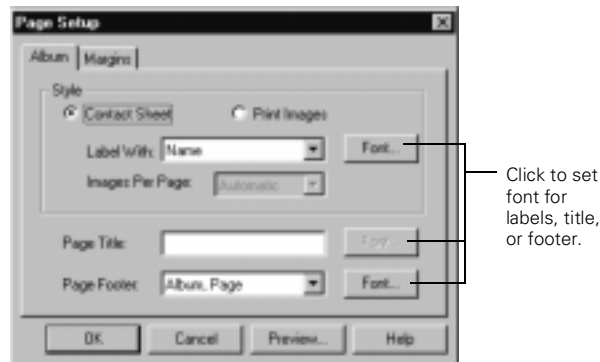 Page Setup
Album Margins
Style
Contact Sheet Print Images
Label With: Name Font...
Images Per Page: Automatic
Click to set
font for
labels, title,
or footer.
Page Title: Font...
Page Footer: Album, Page Font...
OK Cancel Preview... Help